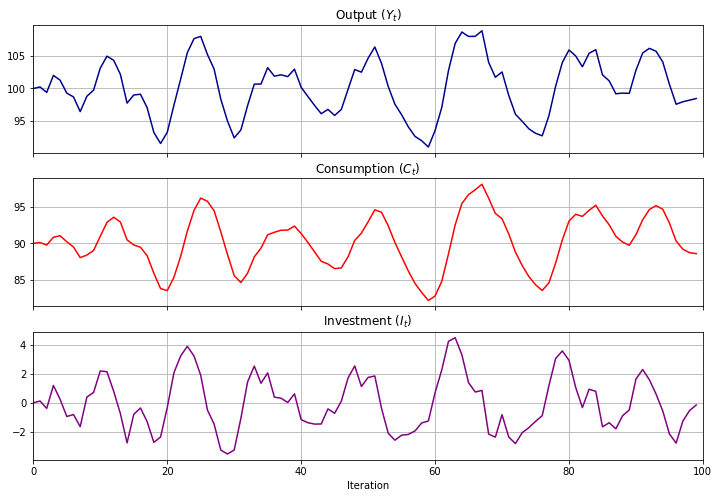 Output (Y_t)
105
100
95
Consumption (C_t)
95
90
85
Investment (I_t)
4
2
0
−2
0 20 40 60 80 100
Iteration